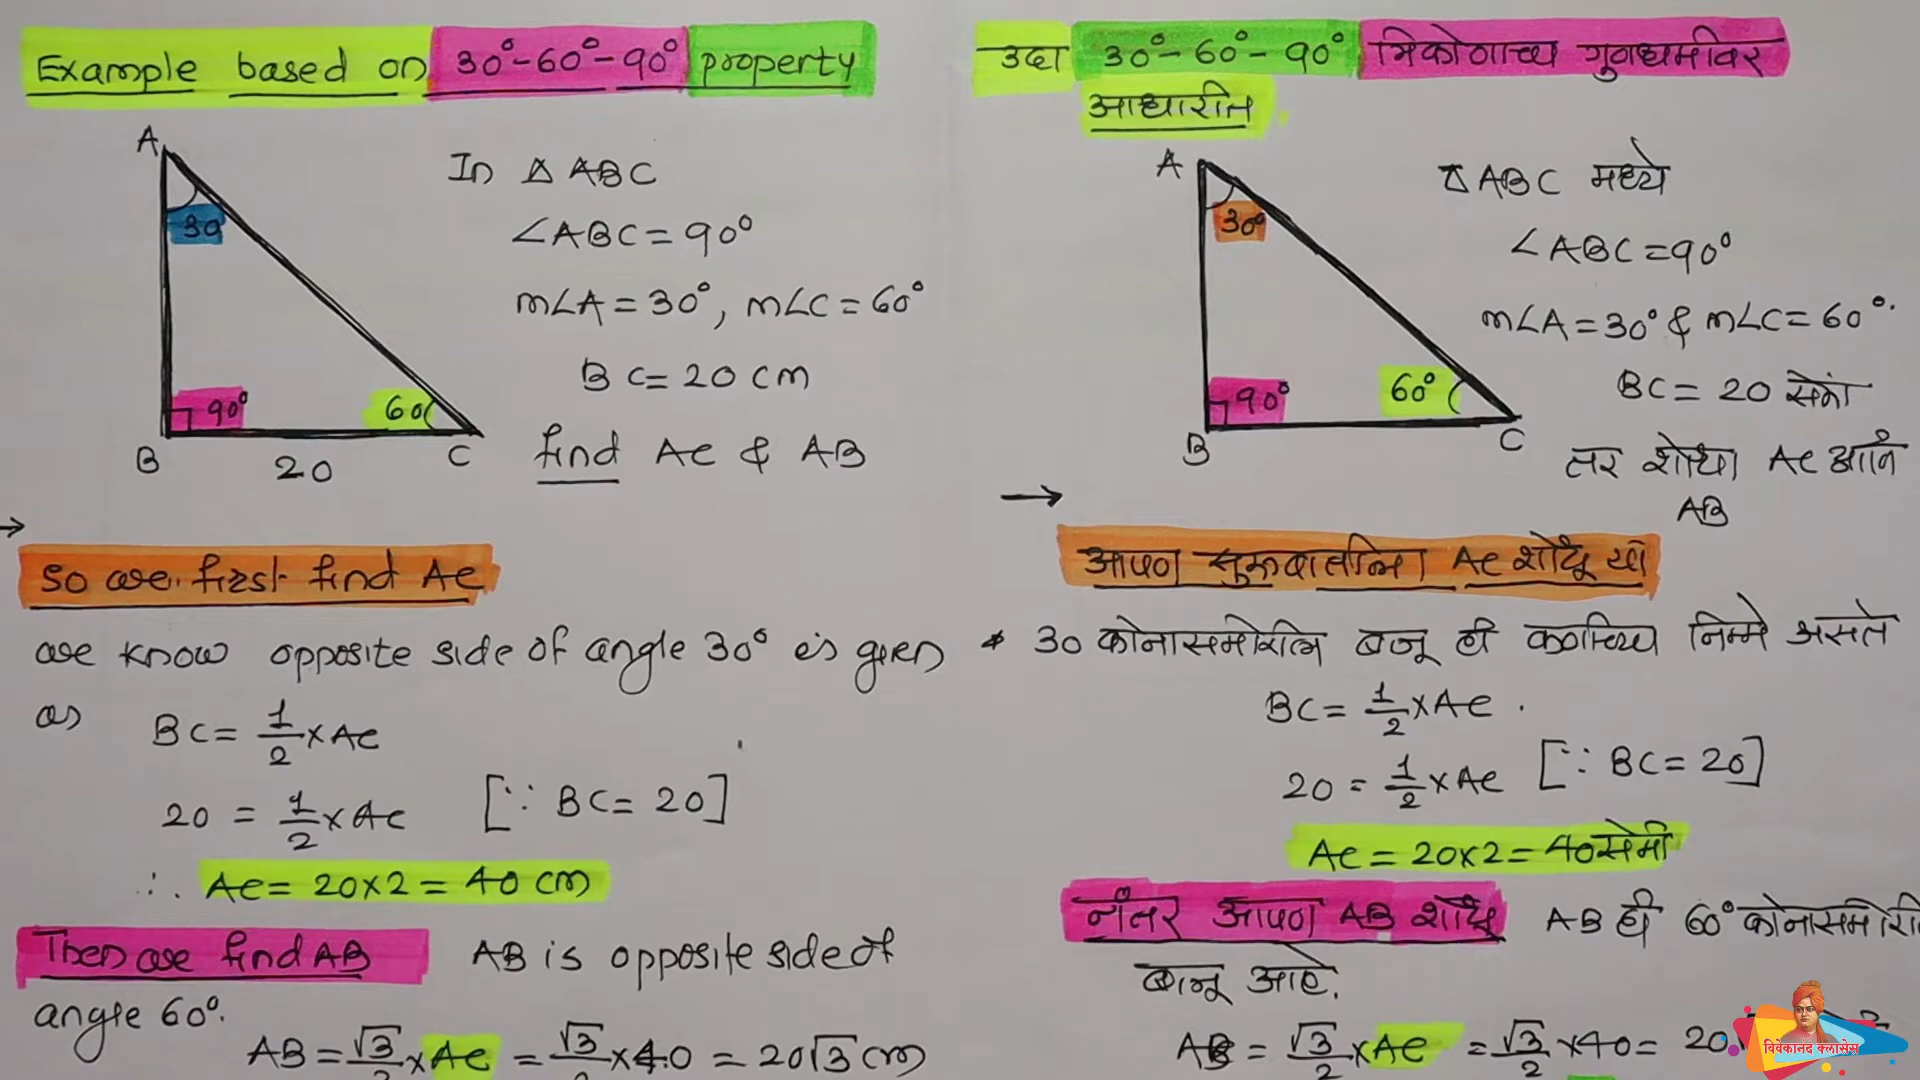 Example based on 30°-60°-90° property
A
30
90°
60
B
20
C
In △ ABC
∠ABC = 90°
m∠A = 30°, m∠C = 60°
BC = 20 cm
find AC & AB
→
So we first find AC
we know opposite side of angle 30° is given
as
BC = 1/2 × AC
20 = 1/2 × AC [∵ BC = 20]
∴ AC = 20×2 = 40 cm
Then we find AB AB is opposite side of
angle 60°.
AB = √3/2 × AC = √3/2 × 40 = 20√3 cm
उदा 30°-60°-90° त्रिकोणाच्या गुणधर्मावर
आधारीत
A
30°
90°
60°
B
C
△ABC मध्ये
∠ABC = 90°
m∠A = 30° & m∠C = 60°.
BC = 20 सेमी
तर शोधा AC आणि
AB
→
आपण AC शोधू
* 30 बाजू ही निम्मे असते
BC = 1/2 × AC.
20 = 1/2 × AC [∵ BC = 20]
AC = 20×2 = 40 सेमी
नंतर आपण AB शोधू AB ही 60°
बाजू आहे.
AB = √3/2 × AC = √3/2 × 40 = 20
विवेकानंद क्लासेस